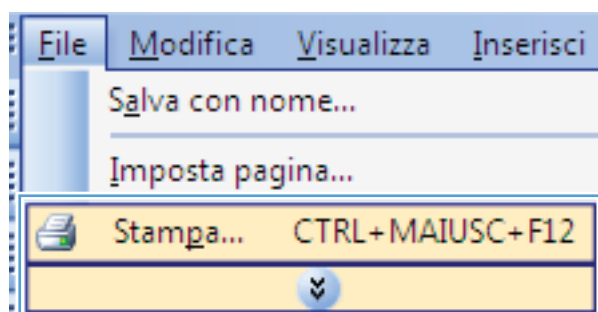 File Modifica Visualizza Inserisci
Salva con nome...
Imposta pagina...
Stampa... CTRL+MAIUSC+F12